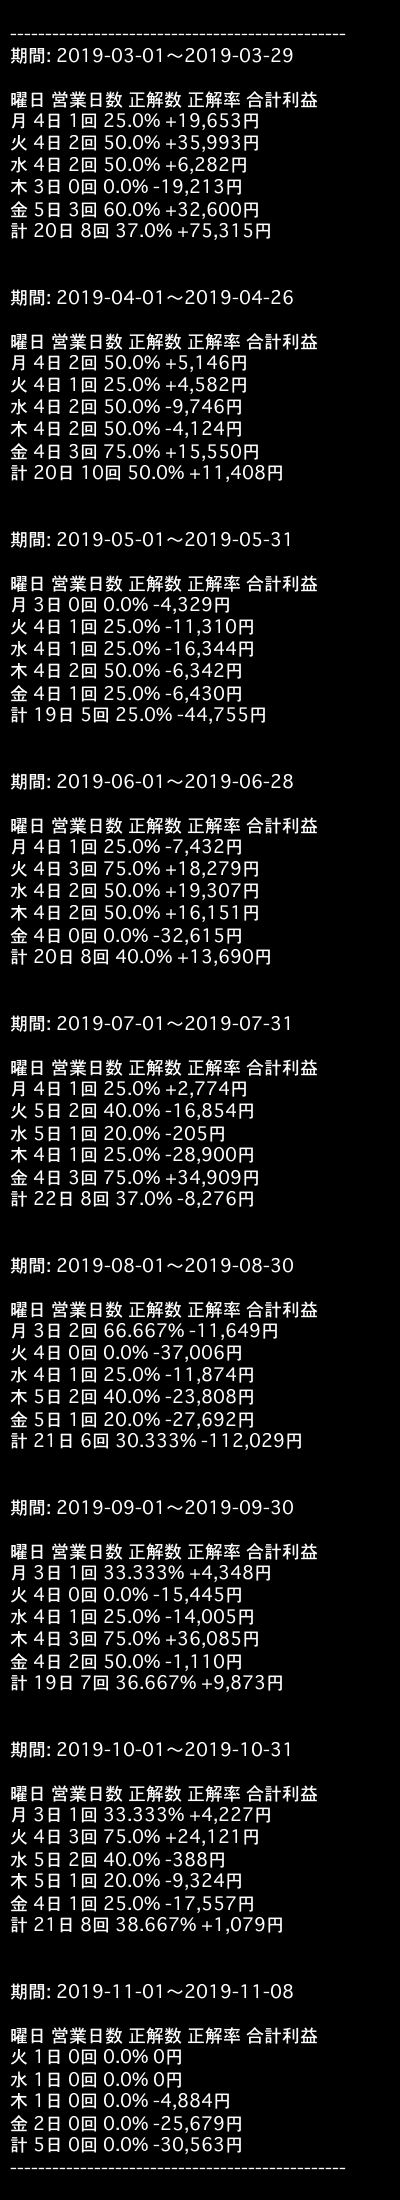 ------------------------------------------------
期間: 2019-03-01〜2019-03-29
曜日 営業日数 正解数 正解率 合計利益
月 4日 1回 25.0% +19,653円
火 4日 2回 50.0% +35,993円
水 4日 2回 50.0% +6,282円
木 3日 0回 0.0% -19,213円
金 5日 3回 60.0% +32,600円
計 20日 8回 37.0% +75,315円
期間: 2019-04-01〜2019-04-26
曜日 営業日数 正解数 正解率 合計利益
月 4日 2回 50.0% +5,146円
火 4日 1回 25.0% +4,582円
水 4日 2回 50.0% -9,746円
木 4日 2回 50.0% -4,124円
金 4日 3回 75.0% +15,550円
計 20日 10回 50.0% +11,408円
期間: 2019-05-01〜2019-05-31
曜日 営業日数 正解数 正解率 合計利益
月 3日 0回 0.0% -4,329円
火 4日 1回 25.0% -11,310円
水 4日 1回 25.0% -16,344円
木 4日 2回 50.0% -6,342円
金 4日 1回 25.0% -6,430円
計 19日 5回 25.0% -44,755円
期間: 2019-06-01〜2019-06-28
曜日 営業日数 正解数 正解率 合計利益
月 4日 1回 25.0% -7,432円
火 4日 3回 75.0% +18,279円
水 4日 2回 50.0% +19,307円
木 4日 2回 50.0% +16,151円
金 4日 0回 0.0% -32,615円
計 20日 8回 40.0% +13,690円
期間: 2019-07-01〜2019-07-31
曜日 営業日数 正解数 正解率 合計利益
月 4日 1回 25.0% +2,774円
火 5日 2回 40.0% -16,854円
水 5日 1回 20.0% -205円
木 4日 1回 25.0% -28,900円
金 4日 3回 75.0% +34,909円
計 22日 8回 37.0% -8,276円
期間: 2019-08-01〜2019-08-30
曜日 営業日数 正解数 正解率 合計利益
月 3日 2回 66.667% -11,649円
火 4日 0回 0.0% -37,006円
水 4日 1回 25.0% -11,874円
木 5日 2回 40.0% -23,808円
金 5日 1回 20.0% -27,692円
計 21日 6回 30.333% -112,029円
期間: 2019-09-01〜2019-09-30
曜日 営業日数 正解数 正解率 合計利益
月 3日 1回 33.333% +4,348円
火 4日 0回 0.0% -15,445円
水 4日 1回 25.0% -14,005円
木 4日 3回 75.0% +36,085円
金 4日 2回 50.0% -1,110円
計 19日 7回 36.667% +9,873円
期間: 2019-10-01〜2019-10-31
曜日 営業日数 正解数 正解率 合計利益
月 3日 1回 33.333% +4,227円
火 4日 3回 75.0% +24,121円
水 5日 2回 40.0% -388円
木 5日 1回 20.0% -9,324円
金 4日 1回 25.0% -17,557円
計 21日 8回 38.667% +1,079円
期間: 2019-11-01〜2019-11-08
曜日 営業日数 正解数 正解率 合計利益
火 1日 0回 0.0% 0円
水 1日 0回 0.0% 0円
木 1日 0回 0.0% -4,884円
金 2日 0回 0.0% -25,679円
計 5日 0回 0.0% -30,563円
------------------------------------------------